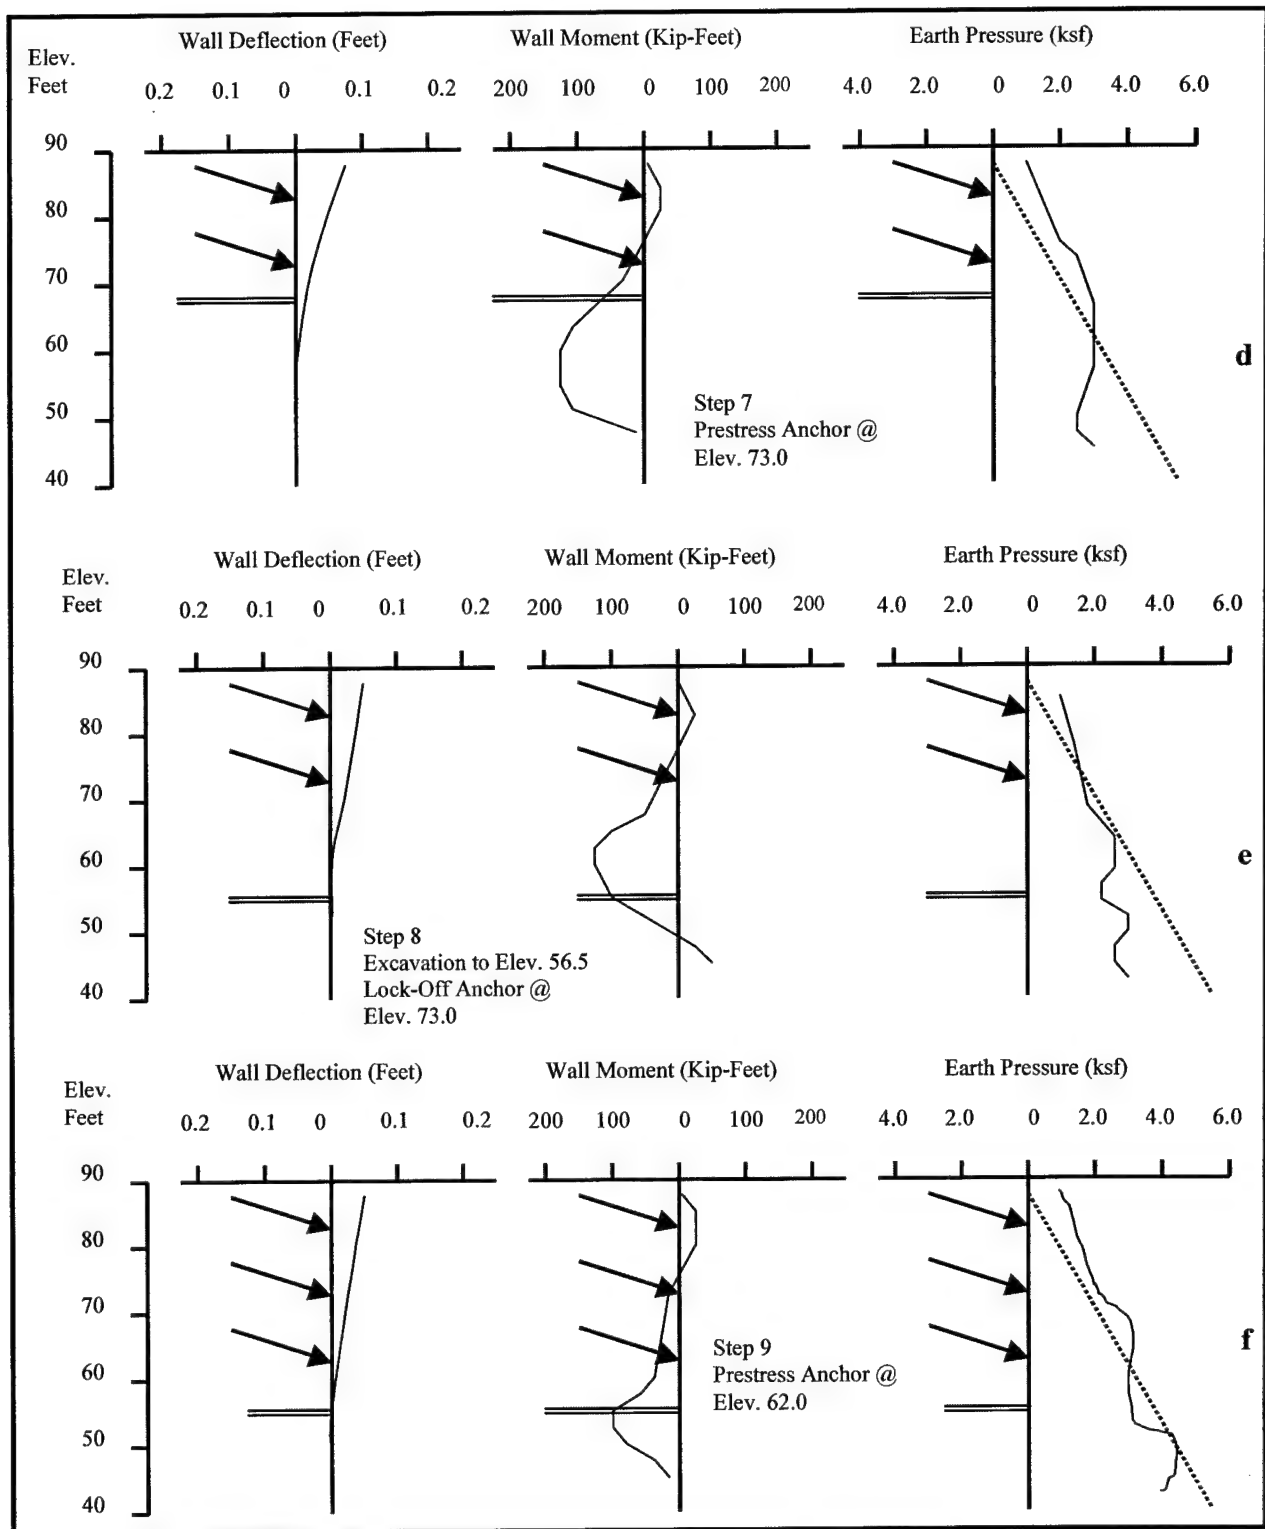 Wall Deflection (Feet) Wall Moment (Kip-Feet) Earth Pressure (ksf)
Elev.
Feet
0.2 0.1 0 0.1 0.2 200 100 0 100 200 4.0 2.0 0 2.0 4.0 6.0
90
80
70
60
50
40
d
Step 7
Prestress Anchor @
Elev. 73.0
Wall Deflection (Feet) Wall Moment (Kip-Feet) Earth Pressure (ksf)
Elev.
Feet
0.2 0.1 0 0.1 0.2 200 100 0 100 200 4.0 2.0 0 2.0 4.0 6.0
90
80
70
60
50
40
e
Step 8
Excavation to Elev. 56.5
Lock-Off Anchor @
Elev. 73.0
Wall Deflection (Feet) Wall Moment (Kip-Feet) Earth Pressure (ksf)
Elev.
Feet
0.2 0.1 0 0.1 0.2 200 100 0 100 200 4.0 2.0 0 2.0 4.0 6.0
90
80
70
60
50
40
f
Step 9
Prestress Anchor @
Elev. 62.0